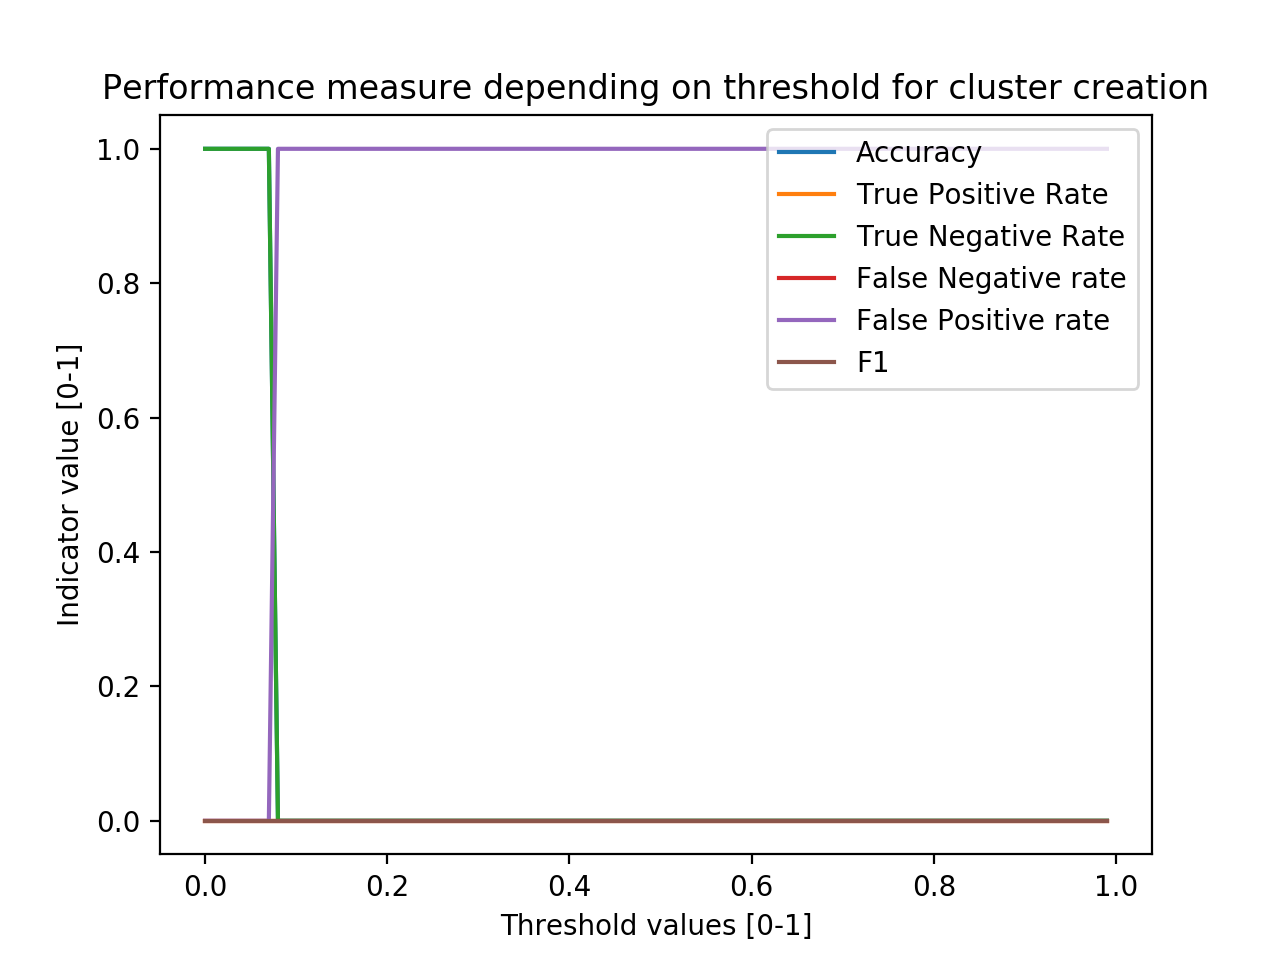 Performance measure depending on threshold for cluster creation
1.0
0.8
0.6
0.4
0.2
0.0
Indicator value [0-1]
Accuracy
True Positive Rate
True Negative Rate
False Negative rate
False Positive rate
F1
0.0 0.2 0.4 0.6 0.8 1.0
Threshold values [0-1]